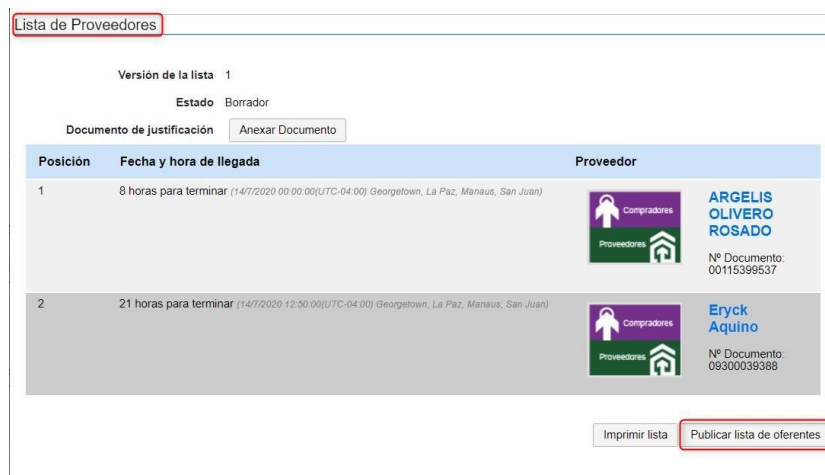 Lista de Proveedores
Versión de la lista 1
Estado Borrador
Documento de justificación Anexar Documento
Posición Fecha y hora de llegada Proveedor
1 8 horas para terminar (14/7/2020 00:00:00(UTC-04:00) Georgetown, La Paz, Manaus, San Juan)
Compradores
Proveedores
ARGELIS
OLIVERO
ROSADO
Nº Documento:
00115399537
2 21 horas para terminar (14/7/2020 12:50:00(UTC-04:00) Georgetown, La Paz, Manaus, San Juan)
Compradores
Proveedores
Eryck
Aquino
Nº Documento:
09300039388
Imprimir lista Publicar lista de oferentes